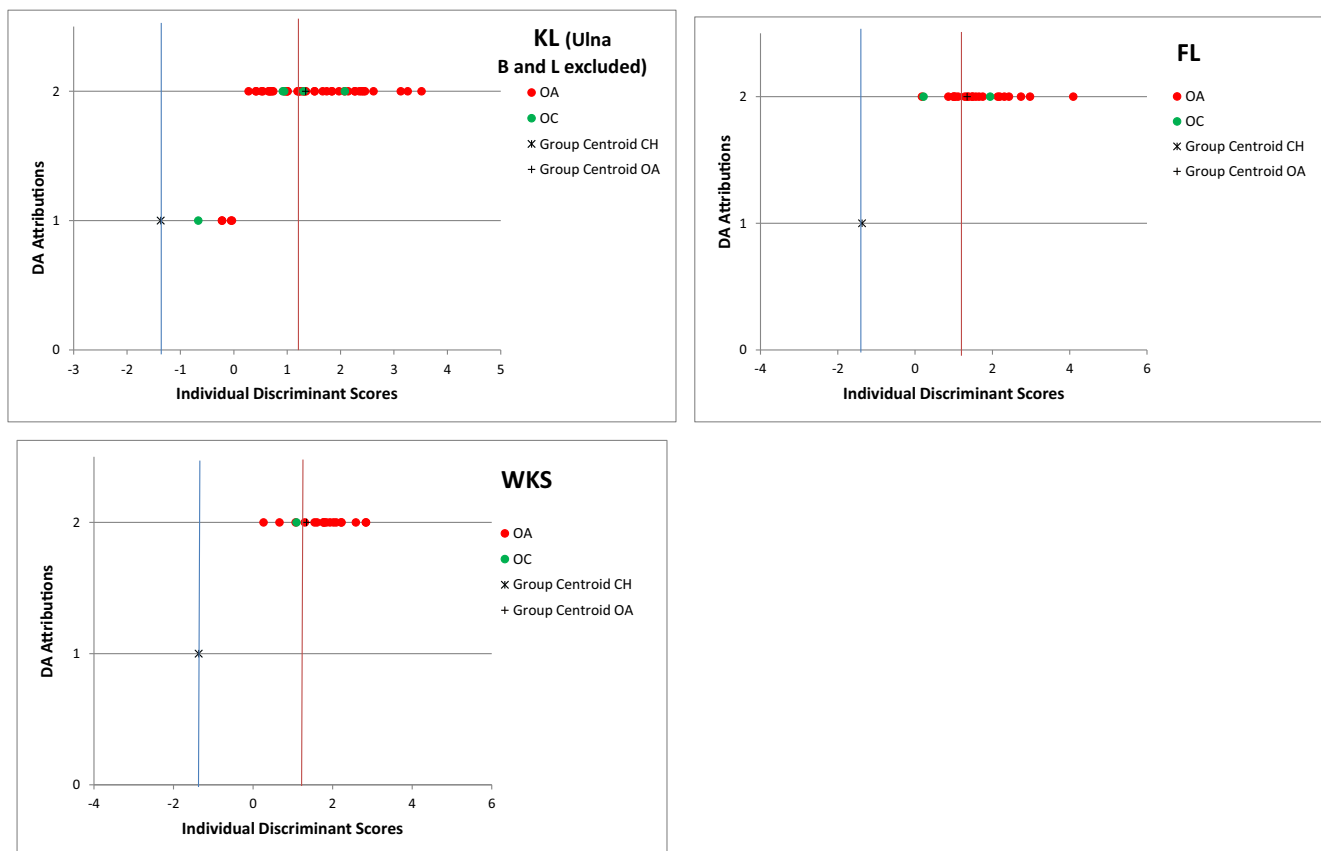 KL (Ulna
B and L excluded)
OA
OC
Group Centroid CH
Group Centroid OA
DA Attributions
2
1
0
-3 -2 -1 0 1 2 3 4 5
Individual Discriminant Scores
FL
OA
OC
Group Centroid CH
Group Centroid OA
DA Attributions
2
1
0
-4 -2 0 2 4 6
Individual Discriminant Scores
WKS
OA
OC
Group Centroid CH
Group Centroid OA
DA Attributions
2
1
0
-4 -2 0 2 4 6
Individual Discriminant Scores